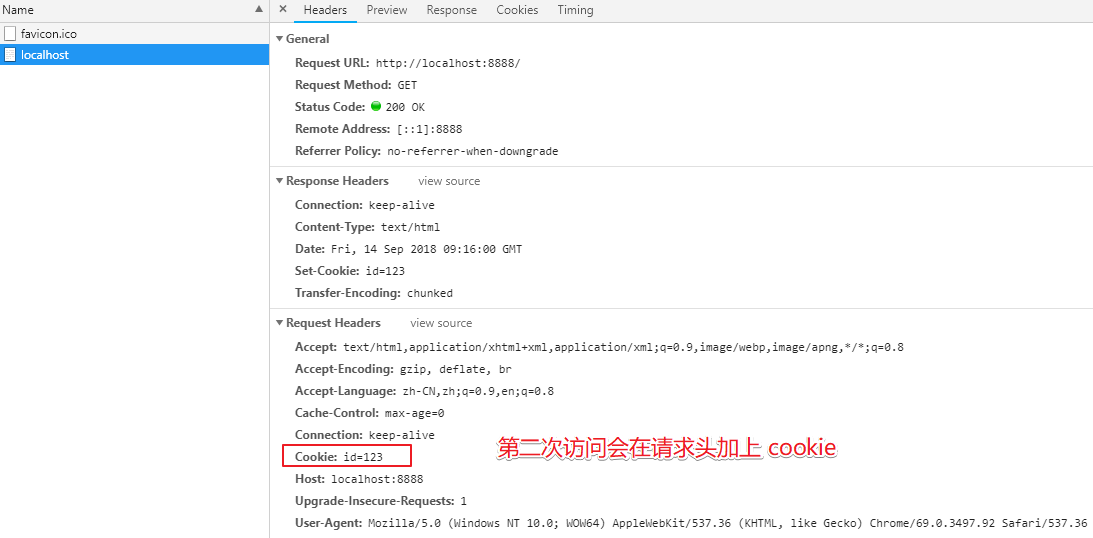 Name
favicon.ico
localhost
Headers Preview Response Cookies Timing
General
Request URL: http://localhost:8888/
Request Method: GET
Status Code: 200 OK
Remote Address: [::1]:8888
Referrer Policy: no-referrer-when-downgrade
Response Headers view source
Connection: keep-alive
Content-Type: text/html
Date: Fri, 14 Sep 2018 09:16:00 GMT
Set-Cookie: id=123
Transfer-Encoding: chunked
Request Headers view source
Accept: text/html,application/xhtml+xml,application/xml;q=0.9,image/webp,image/apng,*/*;q=0.8
Accept-Encoding: gzip, deflate, br
Accept-Language: zh-CN,zh;q=0.9,en;q=0.8
Cache-Control: max-age=0
Connection: keep-alive
Cookie: id=123
第二次访问会在请求头加上 cookie
Host: localhost:8888
Upgrade-Insecure-Requests: 1
User-Agent: Mozilla/5.0 (Windows NT 10.0; WOW64) AppleWebKit/537.36 (KHTML, like Gecko) Chrome/69.0.3497.92 Safari/537.36